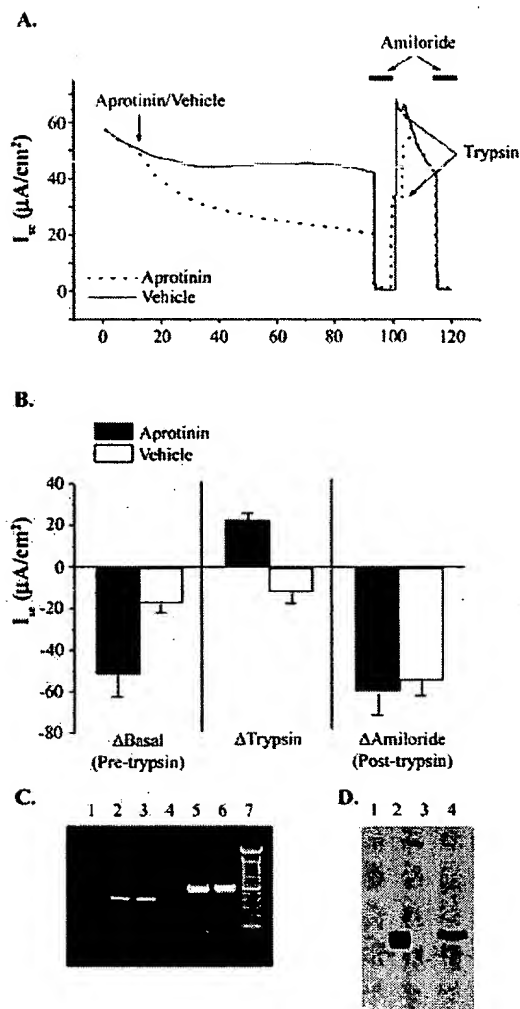 A.
Amiloride
Aprotinin/Vehicle
Trypsin
60
40
20
0
I_sc (µA/cm²)
Aprotinin
Vehicle
0 20 40 60 80 100 120
B.
Aprotinin
Vehicle
40
20
0
-20
-40
-60
-80
I_sc (µA/cm²)
ΔBasal ΔTrypsin ΔAmiloride
(Pre-trypsin) (Post-trypsin)
C. 1 2 3 4 5 6 7
D. 1 2 3 4